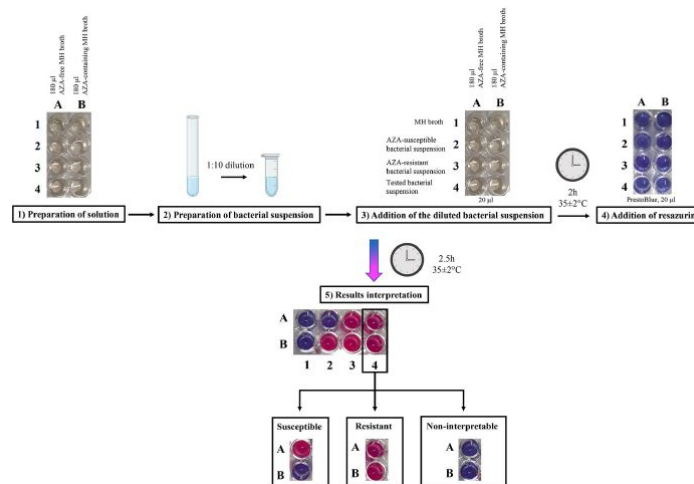 180 µl
AZA-free MH broth
180 µl
AZA-containing MH broth
A B
1
2
3
4
1) Preparation of solution
1:10 dilution
2) Preparation of bacterial suspension
180 µl
AZA-free MH broth
180 µl
AZA-containing MH broth
A B
MH broth 1
AZA-susceptible
bacterial suspension 2
AZA-resistant
bacterial suspension 3
Tested bacterial
suspension 4
20 µl
3) Addition of the diluted bacterial suspension
2h
35±2°C
A B
1
2
3
4
PrestoBlue, 20 µl
4) Addition of resazurin
2.5h
35±2°C
5) Results interpretation
A
B
1 2 3 4
Susceptible
A
B
Resistant
A
B
Non-interpretable
A
B